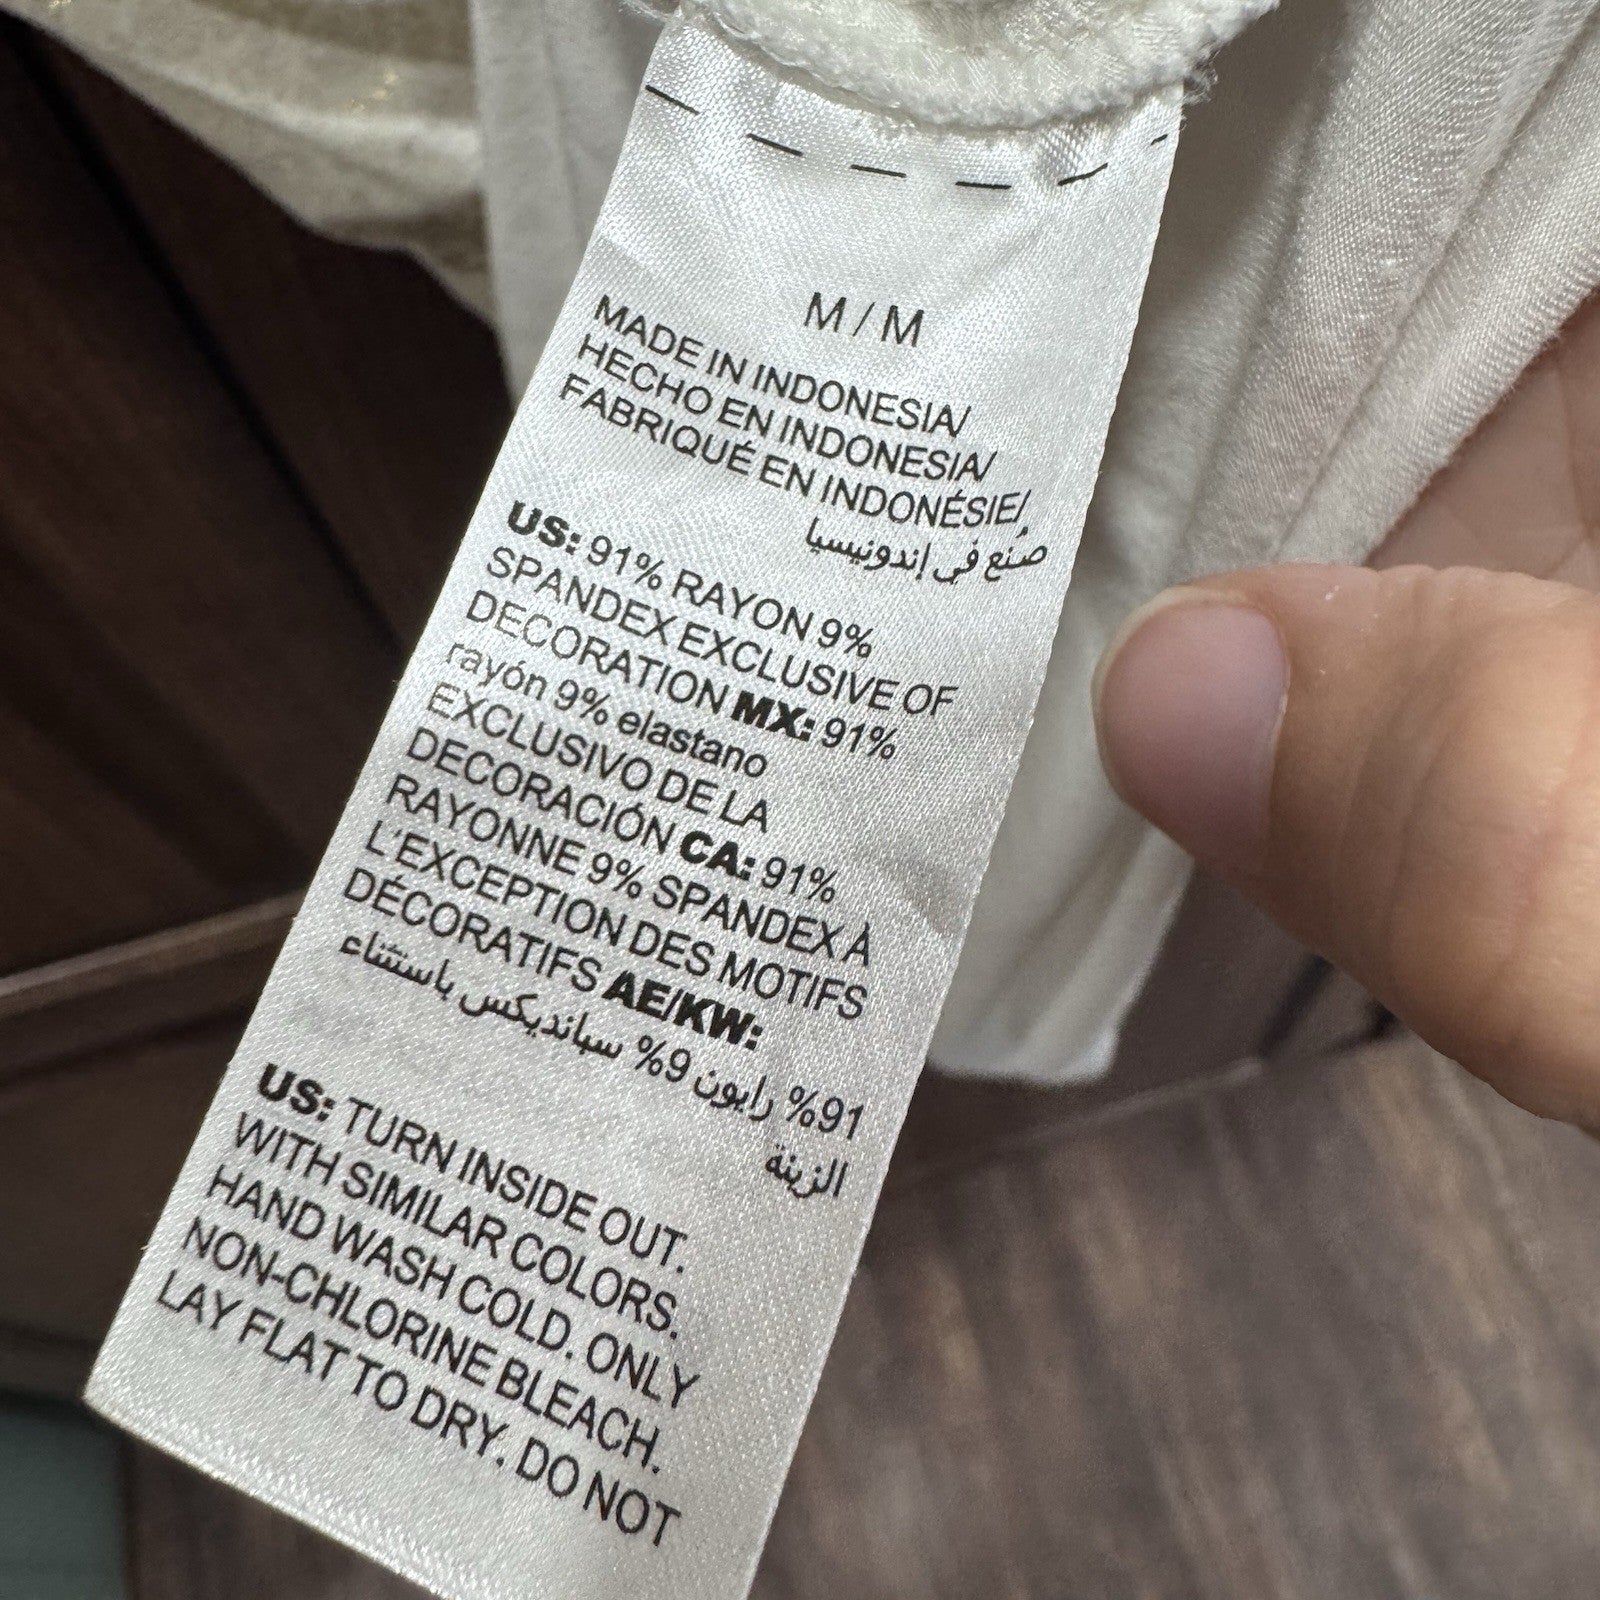 M / M
MADE IN INDONESIA/
HECHO EN INDONESIA/
FABRIQUÉ EN INDONÉSIE/
صُنع في إندونيسيا
US: 91% RAYON 9%
SPANDEX EXCLUSIVE OF
DECORATION MX: 91%
rayón 9% elastano
EXCLUSIVO DE LA
DECORACIÓN CA: 91%
RAYONNE 9% SPANDEX À
L'EXCEPTION DES MOTIFS
DÉCORATIFS AE/KW:
91% رايون 9% سباندیکس باستثناء
الزينة
US: TURN INSIDE OUT.
WITH SIMILAR COLORS.
HAND WASH COLD. ONLY
NON-CHLORINE BLEACH.
LAY FLAT TO DRY. DO NOT